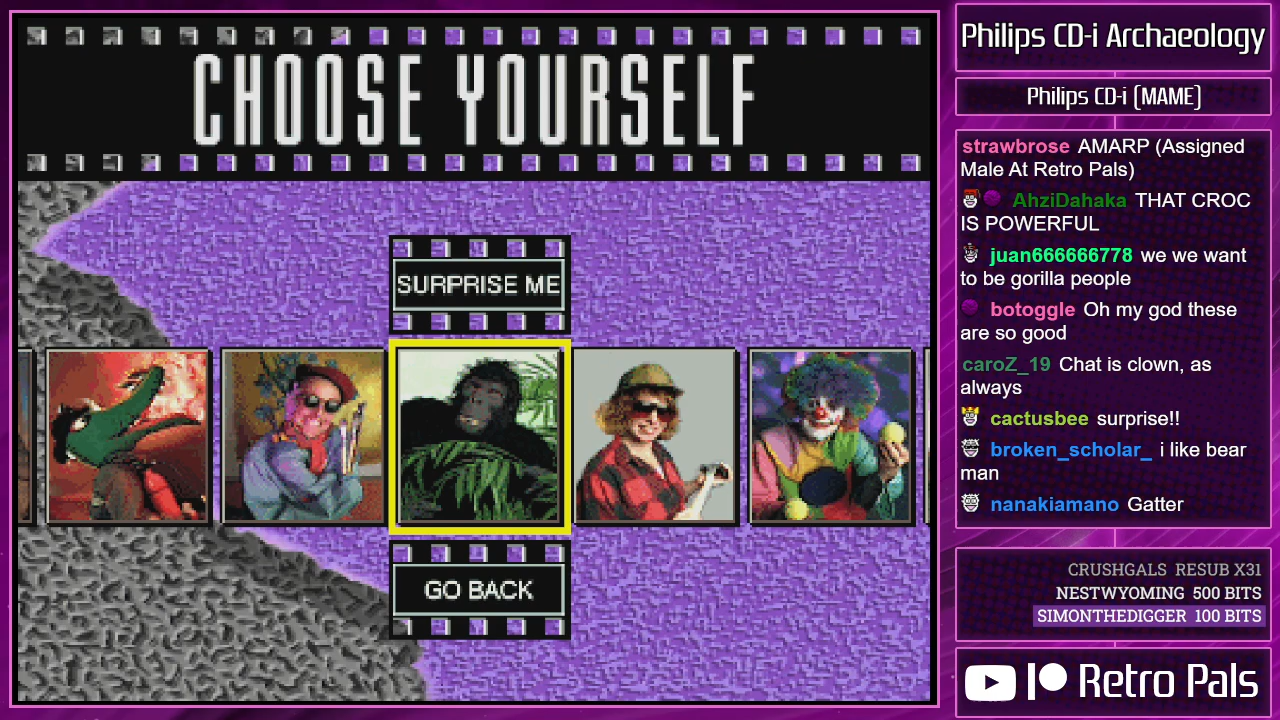 CHOOSE YOURSELF
SURPRISE ME
GO BACK
Philips CD-i Archaeology
Philips CD-i [MAME]
strawbrose AMARP (Assigned
Male At Retro Pals)
AhziDahaka THAT CROC
IS POWERFUL
juan666666778 we we want
to be gorilla people
botoggle Oh my god these
are so good
caroZ_19 Chat is clown, as
always
cactusbee surprise!!
broken_scholar_ i like bear
man
nanakiamano Gatter
CRUSHGALS RESUB X31
NESTWYOMING 500 BITS
SIMONTHEDIGGER 100 BITS
Retro Pals